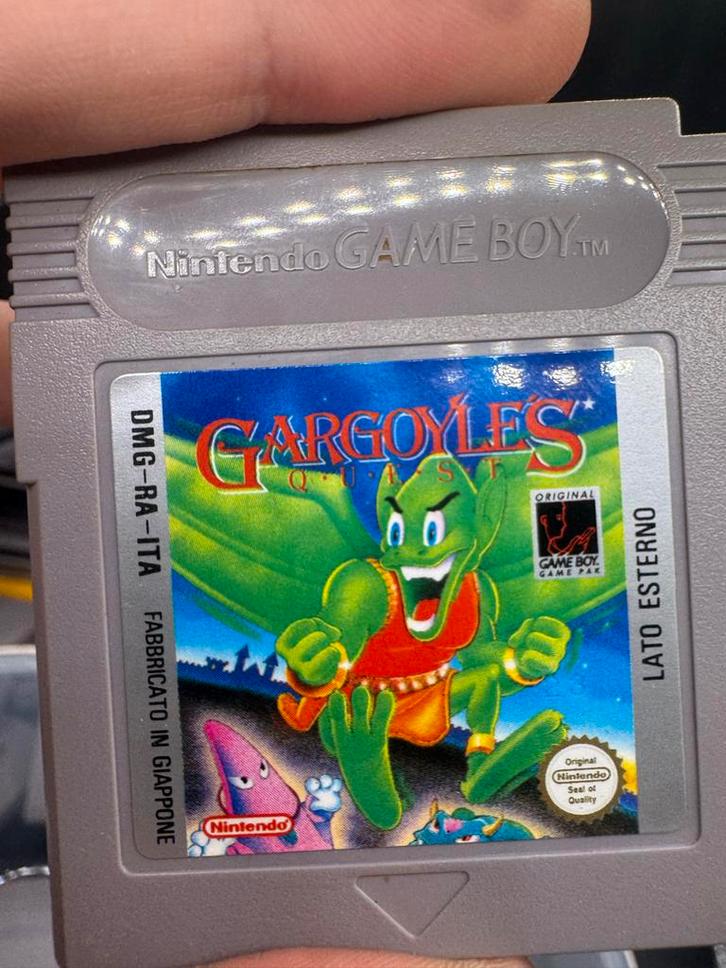 Nintendo GAME BOY™
DMG-RA-ITA FABBRICATO IN GIAPPONE
GARGOYLE'S
QUEST
ORIGINAL
GAME BOY
GAME PAK
LATO ESTERNO
Original
Nintendo
Seal of
Quality
Nintendo®